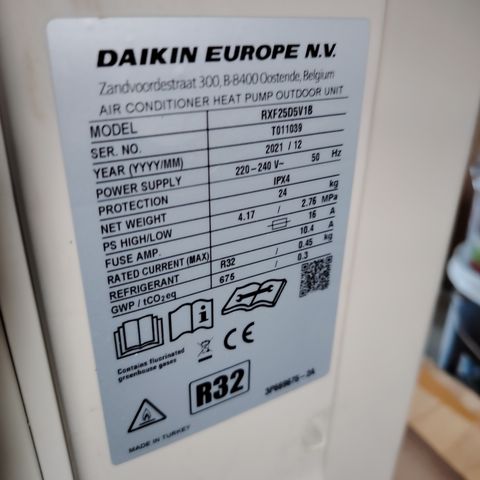 DAIKIN EUROPE N.V.
Zandvoordestraat 300, B-8400 Oostende, Belgium
AIR CONDITIONER HEAT PUMP OUTDOOR UNIT
MODEL RXF25D5V1B
SER. NO. T011039
YEAR (YYYY/MM) 2021 / 12
POWER SUPPLY 220-240 V~ 50 Hz
PROTECTION IPX4
NET WEIGHT 24 kg
PS HIGH/LOW 4.17 / 2.76 MPa
FUSE AMP. 16 A
RATED CURRENT (MAX) 10.4 A
REFRIGERANT R32 / 0.45 kg
GWP / tCO2eq 675 / 0.3
Contains fluorinated
greenhouse gases
CE
R32
MADE IN TURKEY